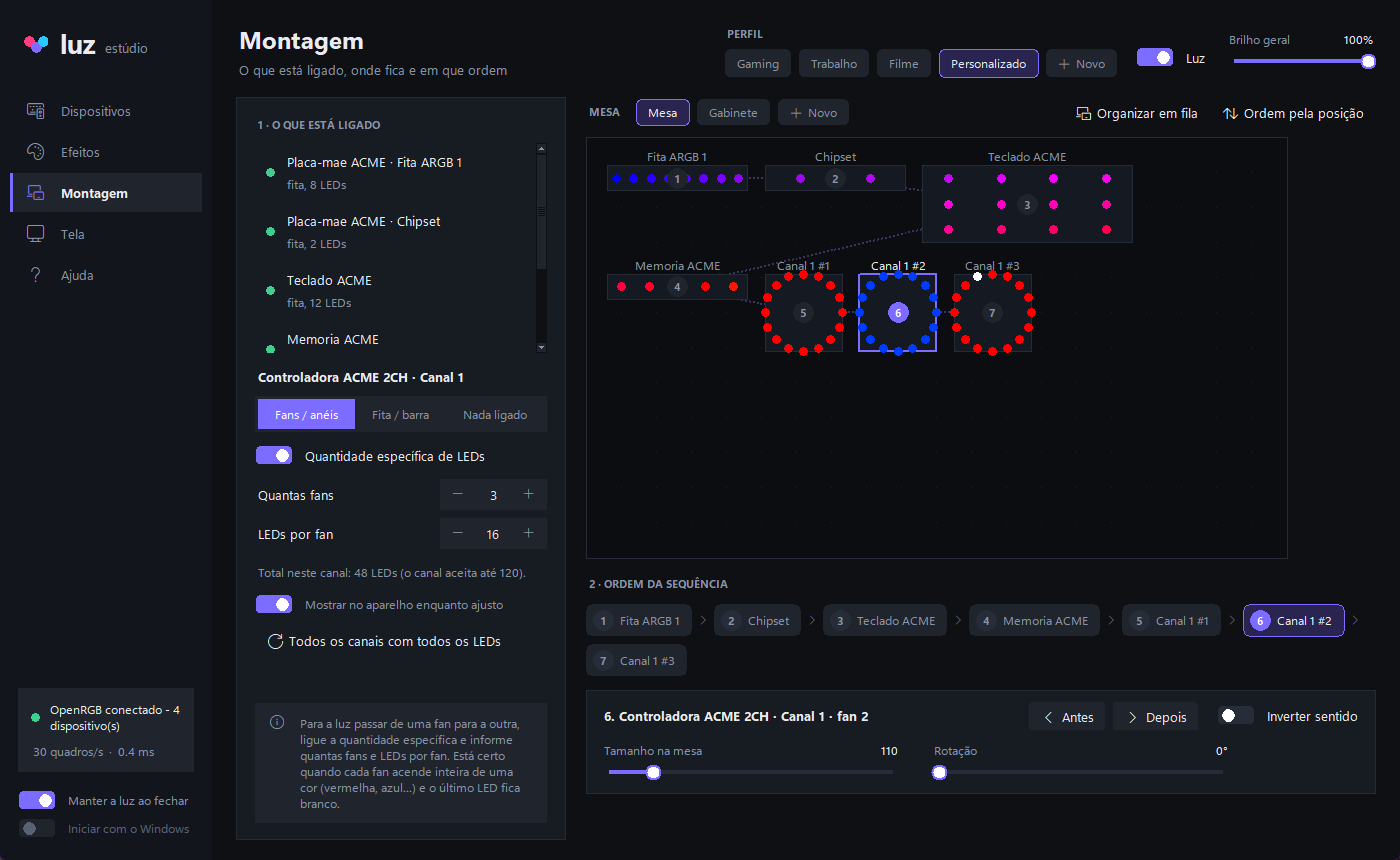 luz estúdio
Dispositivos
Efeitos
Montagem
Tela
Ajuda
OpenRGB conectado - 4
dispositivo(s)
30 quadros/s · 0.4 ms
Manter a luz ao fechar
Iniciar com o Windows
Montagem
O que está ligado, onde fica e em que ordem
PERFIL
Gaming
Trabalho
Filme
Personalizado
Novo
Luz
Brilho geral
100%
1 · O QUE ESTÁ LIGADO
Placa-mae ACME · Fita ARGB 1
fita, 8 LEDs
Placa-mae ACME · Chipset
fita, 2 LEDs
Teclado ACME
fita, 12 LEDs
Memoria ACME
Controladora ACME 2CH · Canal 1
Fans / anéis
Fita / barra
Nada ligado
Quantidade específica de LEDs
Quantas fans
3
LEDs por fan
16
Total neste canal: 48 LEDs (o canal aceita até 120).
Mostrar no aparelho enquanto ajusto
Todos os canais com todos os LEDs
Para a luz passar de uma fan para a outra,
ligue a quantidade específica e informe
quantas fans e LEDs por fan. Está certo
quando cada fan acende inteira de uma
cor (vermelha, azul...) e o último LED fica
branco.
MESA
Mesa
Gabinete
Novo
Organizar em fila
Ordem pela posição
Fita ARGB 1
1
Chipset
2
Teclado ACME
3
Memoria ACME
4
Canal 1 #1
5
Canal 1 #2
6
Canal 1 #3
7
2 · ORDEM DA SEQUÊNCIA
1 Fita ARGB 1
2 Chipset
3 Teclado ACME
4 Memoria ACME
5 Canal 1 #1
6 Canal 1 #2
7 Canal 1 #3
6. Controladora ACME 2CH · Canal 1 · fan 2
Antes
Depois
Inverter sentido
Tamanho na mesa
110
Rotação
0°